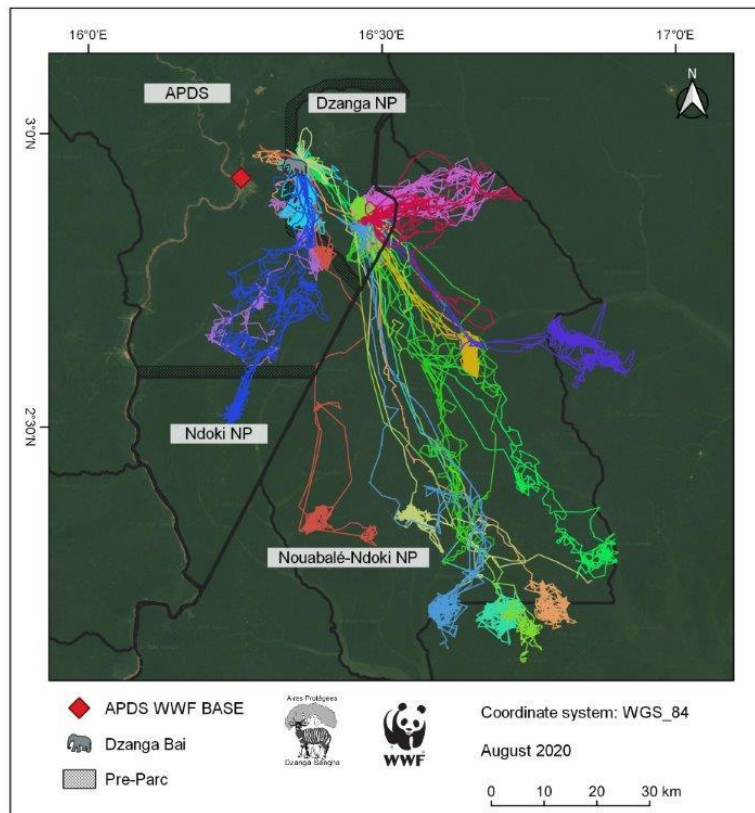 16°0'E 16°30'E 17°0'E
N
APDS
Dzanga NP
3°0'N
2°30'N
Ndoki NP
Nouabalé-Ndoki NP
APDS WWF BASE
Dzanga Bai
Pre-Parc
Aires Protégées
Dzanga-Sangha
WWF
Coordinate system: WGS_84
August 2020
0 10 20 30 km